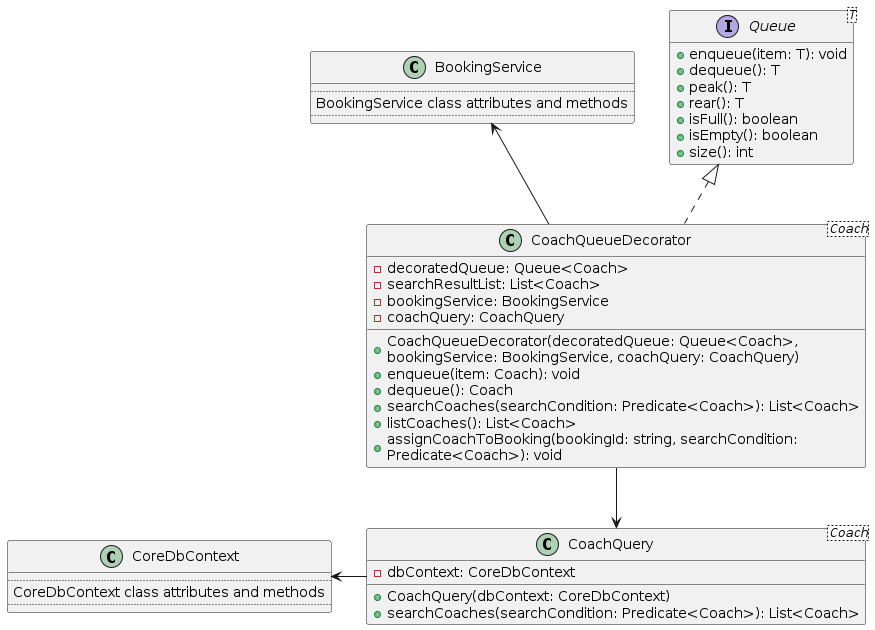 I Queue T
enqueue(item: T): void
dequeue(): T
peak(): T
rear(): T
isFull(): boolean
isEmpty(): boolean
size(): int
C BookingService
BookingService class attributes and methods
C CoachQueueDecorator Coach
decoratedQueue: Queue<Coach>
searchResultList: List<Coach>
bookingService: BookingService
coachQuery: CoachQuery
CoachQueueDecorator(decoratedQueue: Queue<Coach>,
bookingService: BookingService, coachQuery: CoachQuery)
enqueue(item: Coach): void
dequeue(): Coach
searchCoaches(searchCondition: Predicate<Coach>): List<Coach>
listCoaches(): List<Coach>
assignCoachToBooking(bookingId: string, searchCondition:
Predicate<Coach>): void
C CoreDbContext
CoreDbContext class attributes and methods
C CoachQuery Coach
dbContext: CoreDbContext
CoachQuery(dbContext: CoreDbContext)
searchCoaches(searchCondition: Predicate<Coach>): List<Coach>